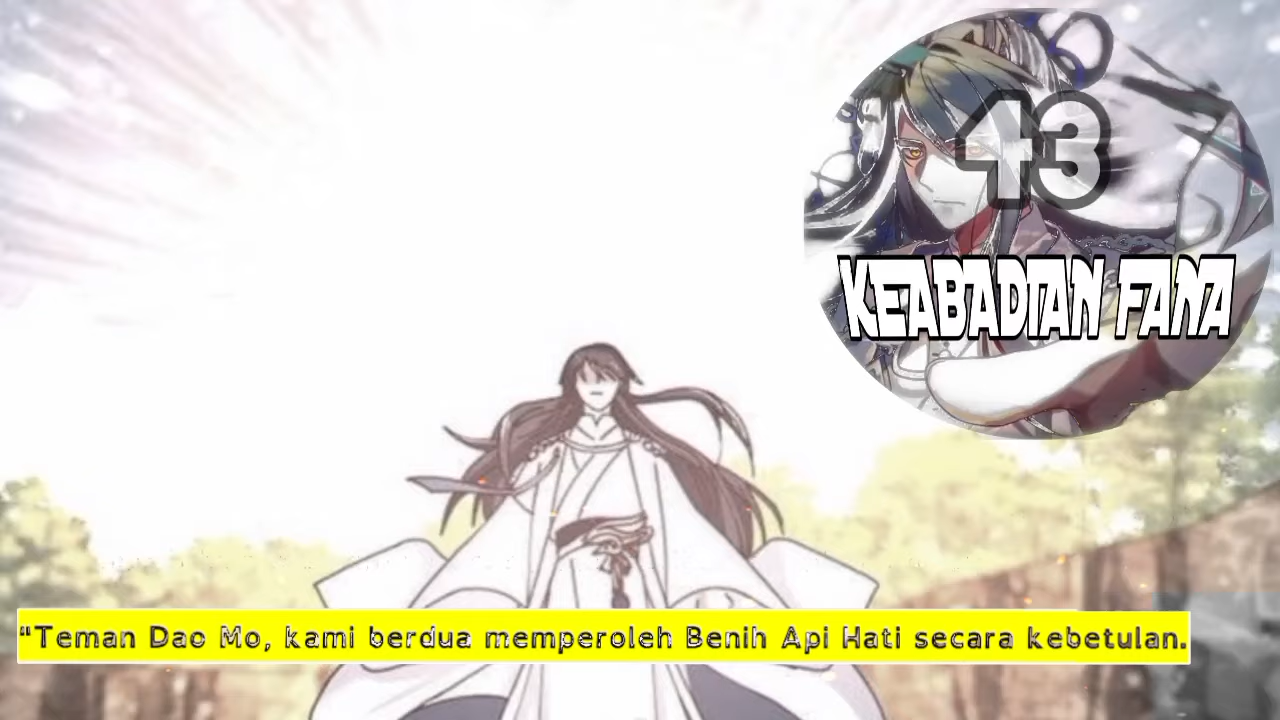 43
KEABADIAN FANA
"Teman Dao Mo, kami berdua memperoleh Benih Api Hati secara kebetulan.